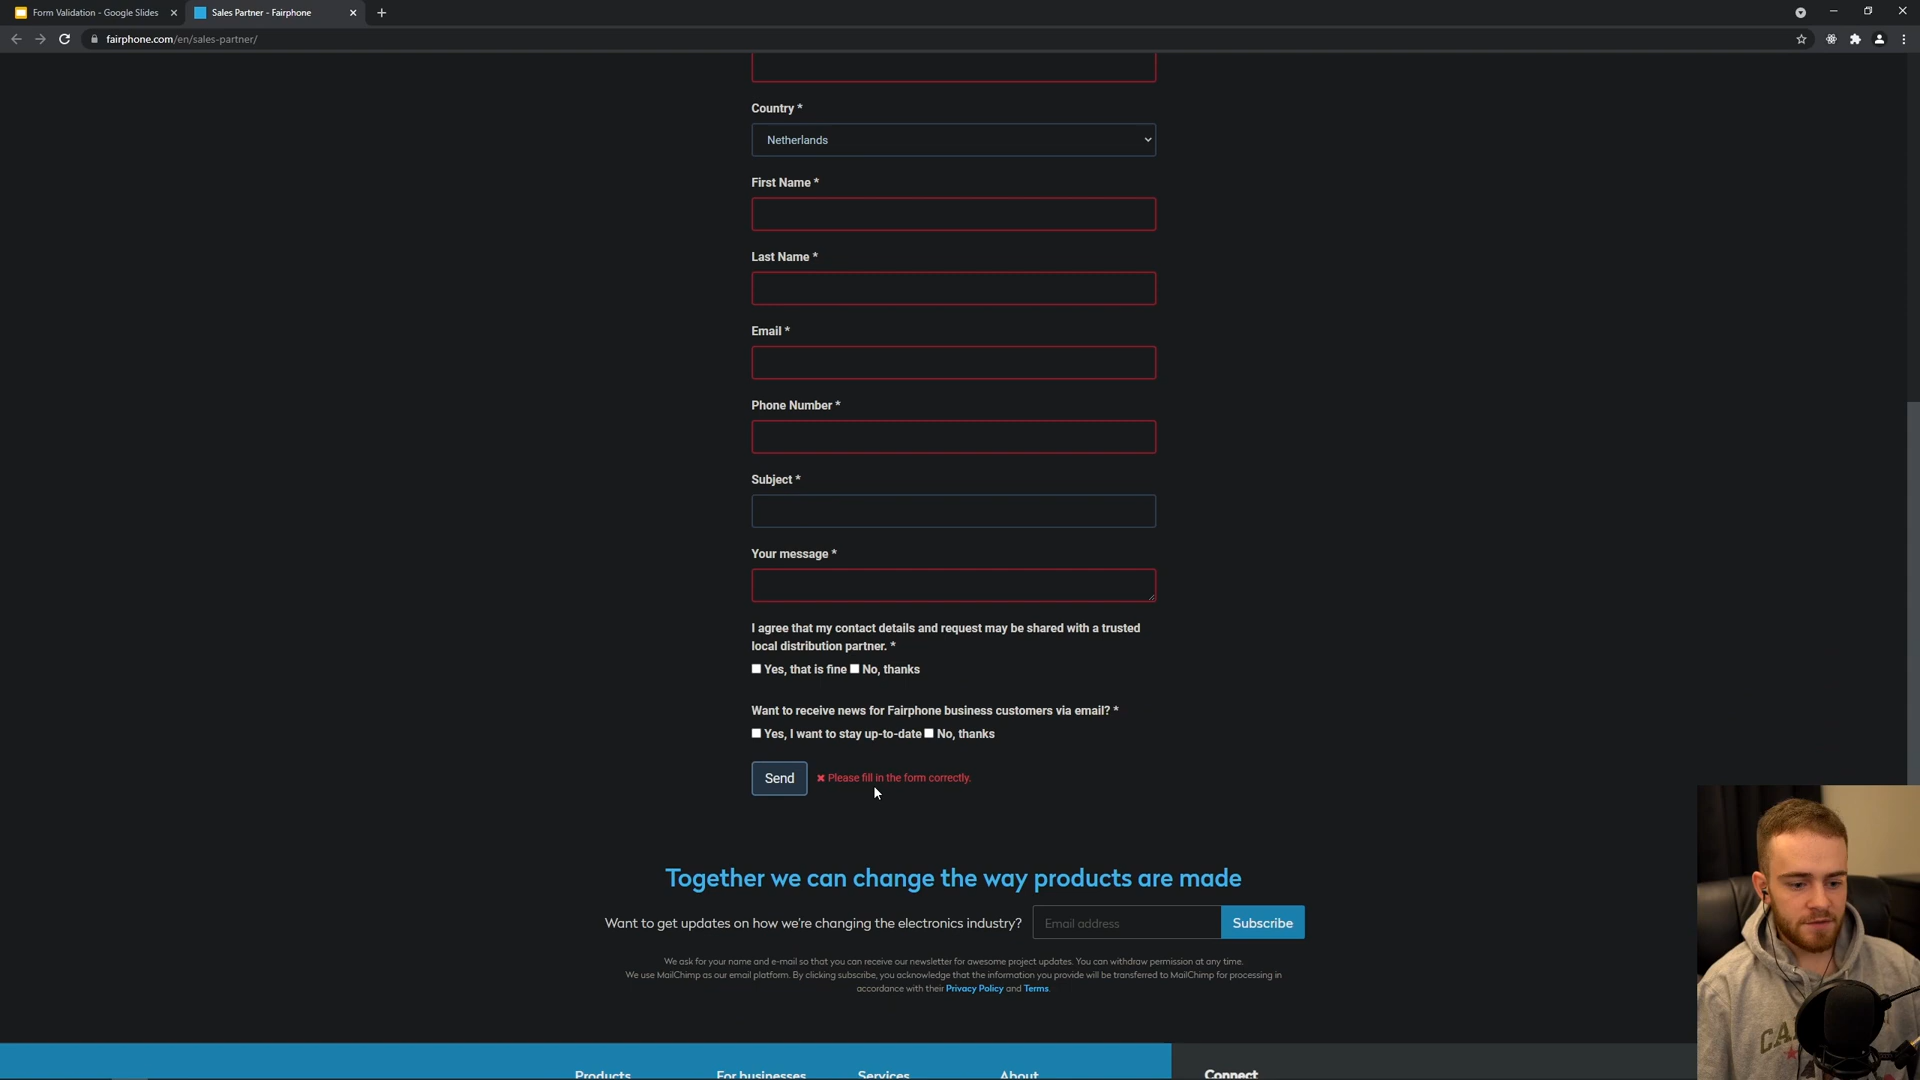 Form Validation - Google Slides
Sales Partner - Fairphone
fairphone.com/en/sales-partner/
Country *
Netherlands
First Name *
Last Name *
Email *
Phone Number *
Subject *
Your message *
I agree that my contact details and request may be shared with a trusted
local distribution partner. *
Yes, that is fine No, thanks
Want to receive news for Fairphone business customers via email? *
Yes, I want to stay up-to-date No, thanks
Send ✖ Please fill in the form correctly.
Together we can change the way products are made
Want to get updates on how we're changing the electronics industry? Email address Subscribe
We ask for your name and e-mail so that you can receive our newsletter for awesome project updates. You can withdraw permission at any time.
We use MailChimp as our email platform. By clicking subscribe, you acknowledge that the information you provide will be transferred to MailChimp for processing in
accordance with their Privacy Policy and Terms.
Products For businesses Services About Connect